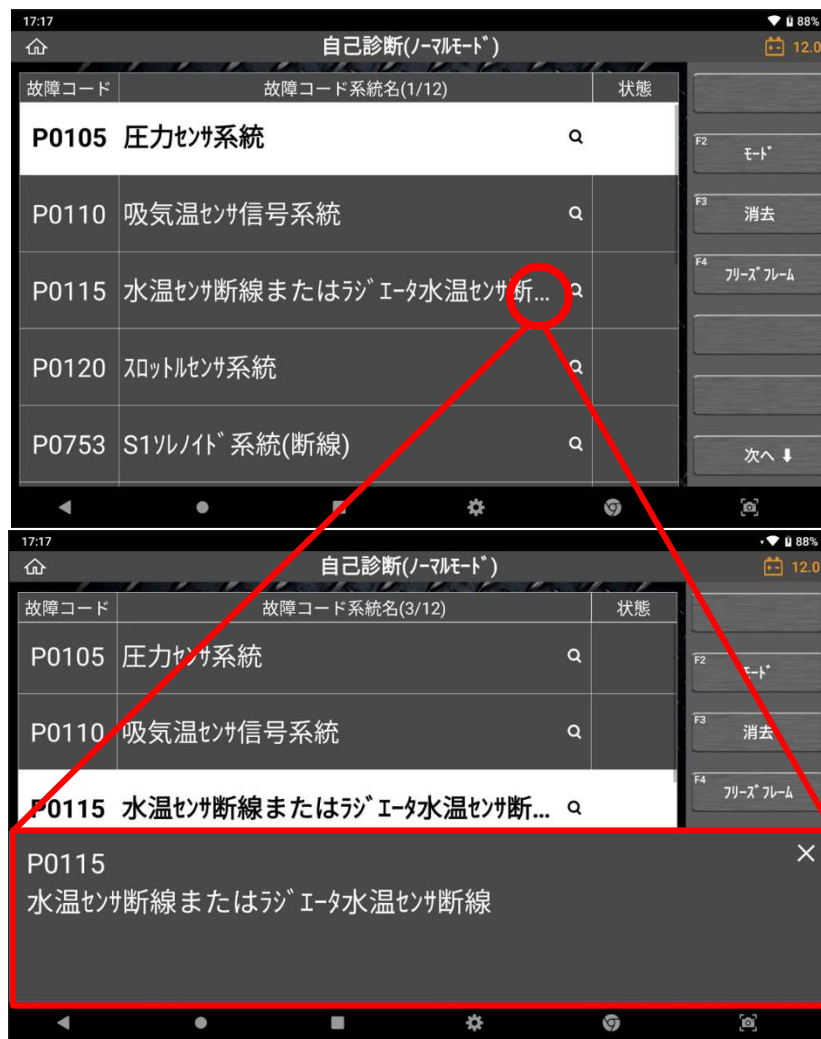 17:17 88%
自己診断(ﾉｰﾏﾙﾓｰﾄﾞ) 12.0
故障コード 故障コード系統名(1/12) 状態
P0105 圧力ｾﾝｻ系統
F2 ﾓｰﾄﾞ
P0110 吸気温ｾﾝｻ信号系統
F3 消去
P0115 水温ｾﾝｻ断線またはﾗｼﾞｴｰﾀ水温ｾﾝｻ断...
F4 ﾌﾘｰｽﾞﾌﾚｰﾑ
P0120 ｽﾛｯﾄﾙｾﾝｻ系統
P0753 S1ｿﾚﾉｲﾄﾞ系統(断線)
次へ ⬇
17:17 88%
自己診断(ﾉｰﾏﾙﾓｰﾄﾞ) 12.0
故障コード 故障コード系統名(3/12) 状態
P0105 圧力ｾﾝｻ系統
F2 ﾓｰﾄﾞ
P0110 吸気温ｾﾝｻ信号系統
F3 消去
P0115 水温ｾﾝｻ断線またはﾗｼﾞｴｰﾀ水温ｾﾝｻ断...
F4 ﾌﾘｰｽﾞﾌﾚｰﾑ
P0115
水温ｾﾝｻ断線またはﾗｼﾞｴｰﾀ水温ｾﾝｻ断線